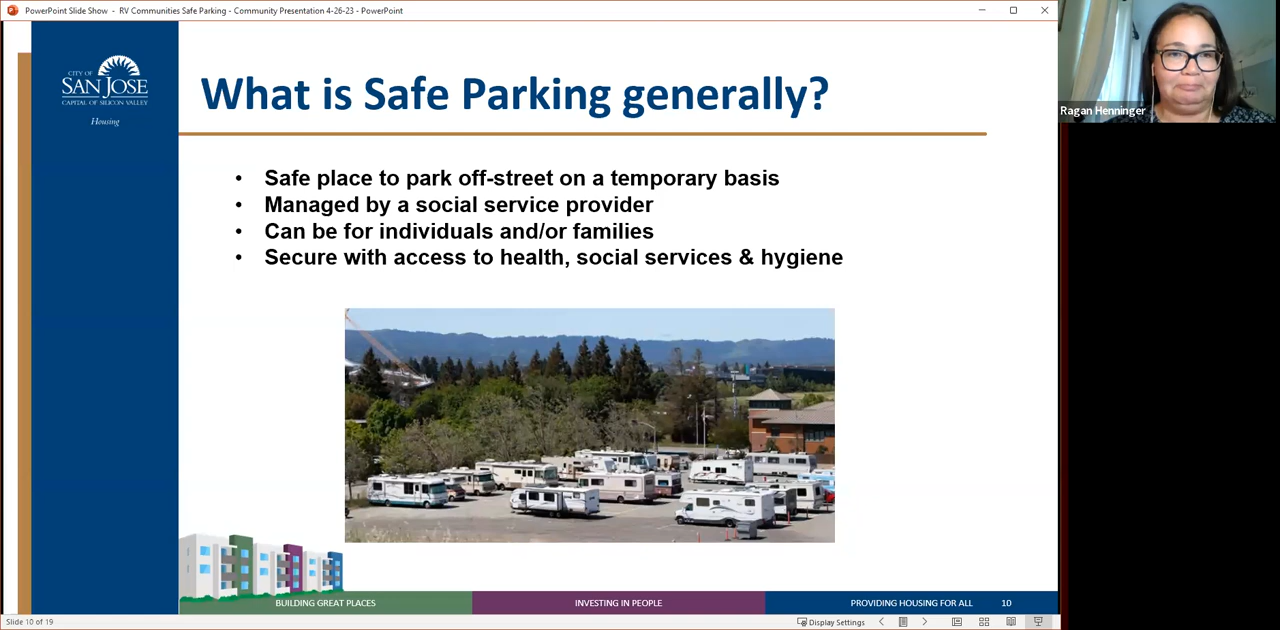 PowerPoint Slide Show - RV Communities Safe Parking - Community Presentation 4-26-23 - PowerPoint
CITY OF
SAN JOSE
CAPITAL OF SILICON VALLEY
Housing
What is Safe Parking generally?
• Safe place to park off-street on a temporary basis
• Managed by a social service provider
• Can be for individuals and/or families
• Secure with access to health, social services & hygiene
BUILDING GREAT PLACES
INVESTING IN PEOPLE
PROVIDING HOUSING FOR ALL 10
Slide 10 of 19
Display Settings
Ragan Henninger